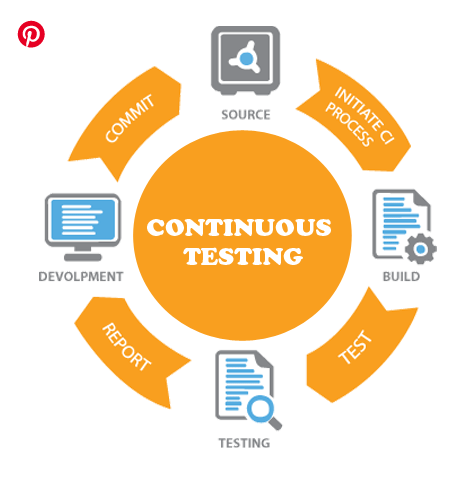 SOURCE
COMMIT
INITIATE CI
PROCESS
CONTINUOUS
TESTING
DEVOLPMENT
BUILD
REPORT
TEST
TESTING